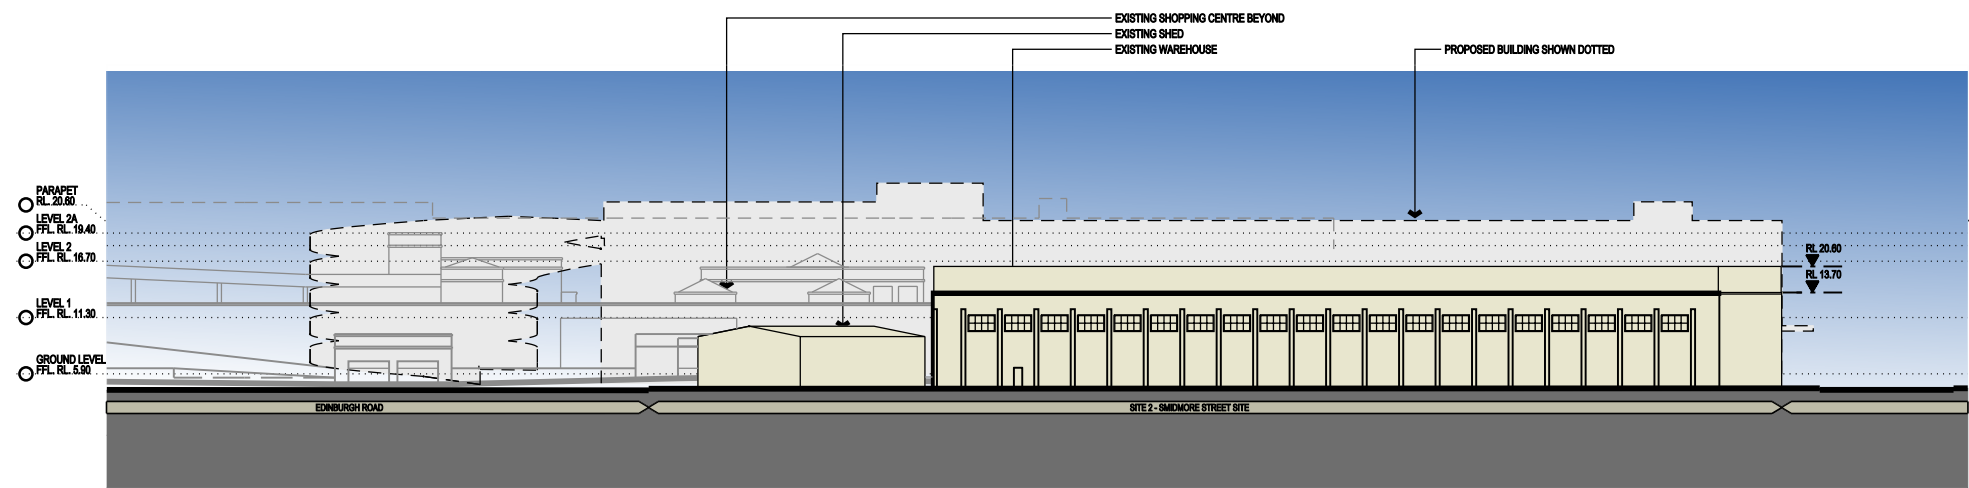 EXISTING SHOPPING CENTRE BEYOND
EXISTING SHED
EXISTING WAREHOUSE
PROPOSED BUILDING SHOWN DOTTED
PARAPET
RL. 20.60
LEVEL 2A
FFL. RL. 19.40
LEVEL 2
FFL. RL. 16.70
LEVEL 1
FFL. RL. 11.30
GROUND LEVEL
FFL. RL. 5.90
RL 20.60
RL 13.70
EDINBURGH ROAD
SITE 2 - SMIDMORE STREET SITE